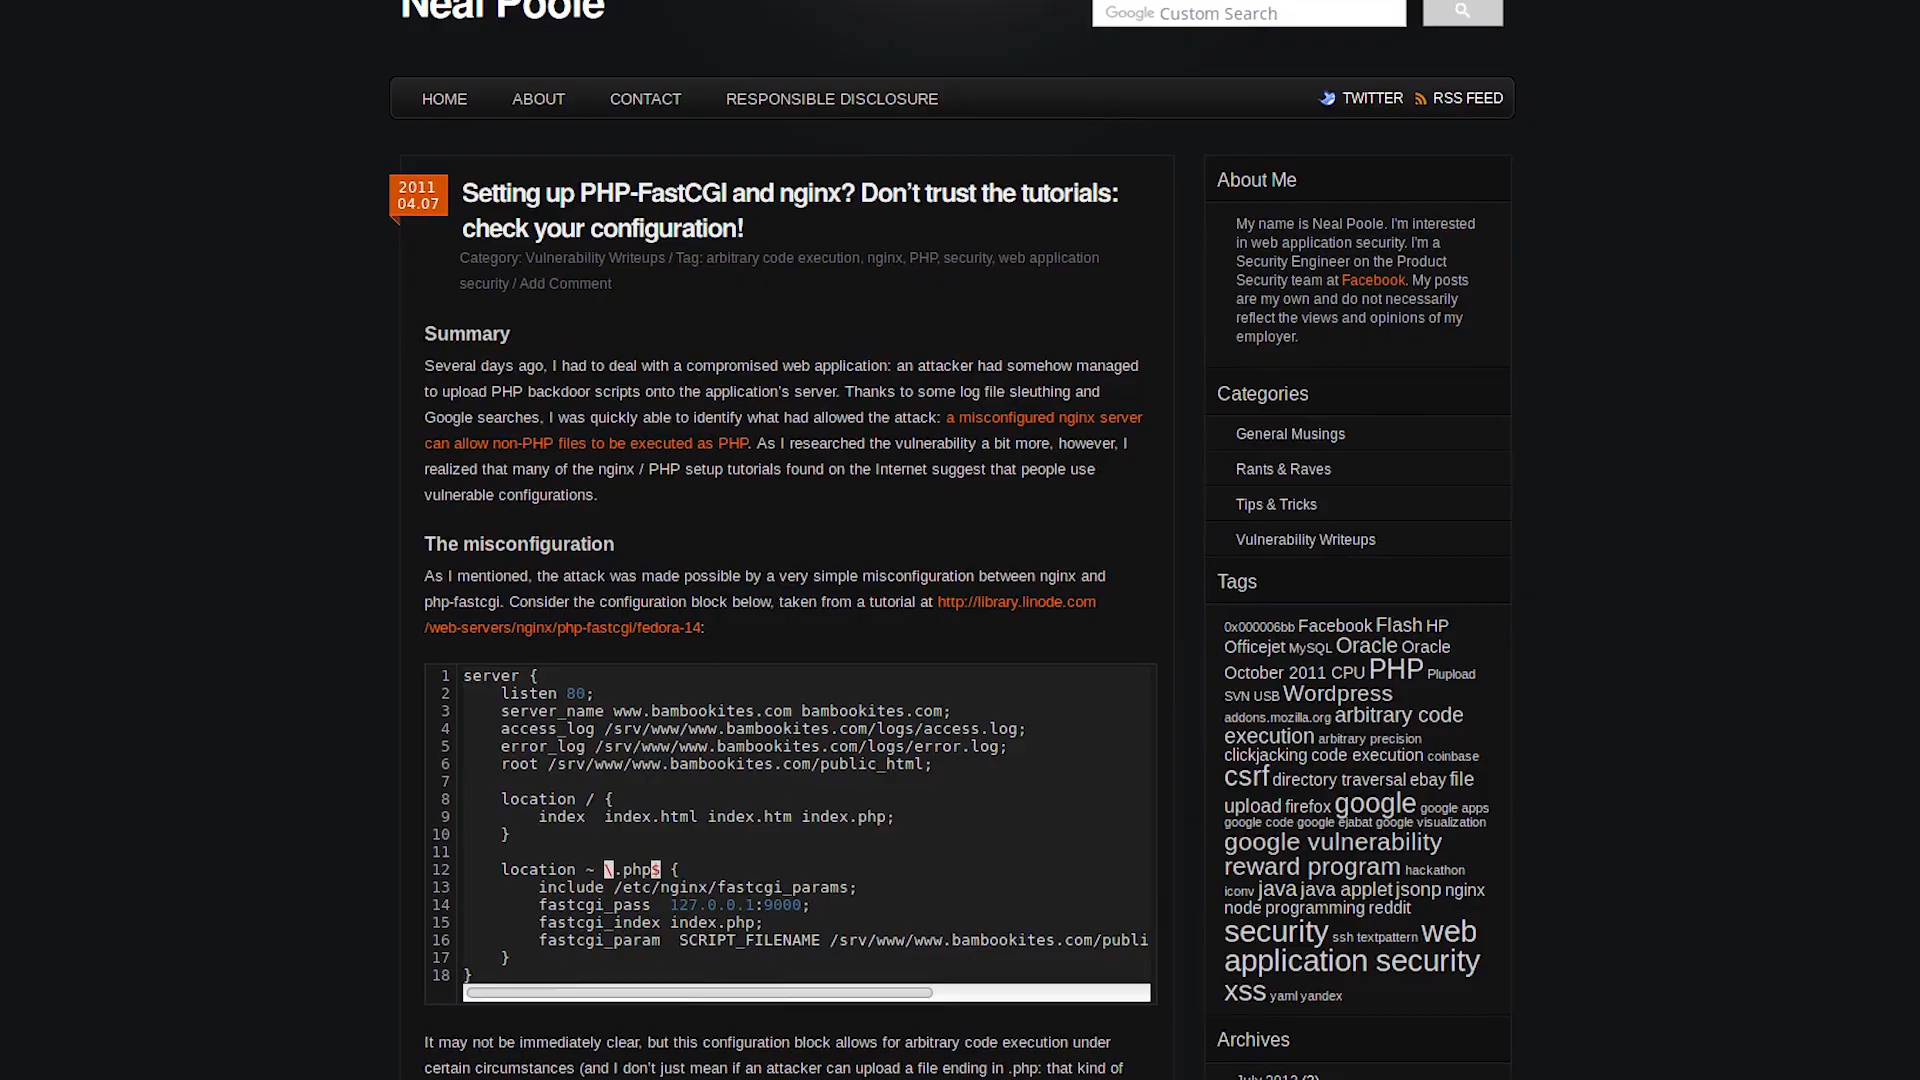 Neal Poole
Google Custom Search
HOME ABOUT CONTACT RESPONSIBLE DISCLOSURE TWITTER RSS FEED
2011
04.07
Setting up PHP-FastCGI and nginx? Don’t trust the tutorials:
check your configuration!
Category: Vulnerability Writeups / Tag: arbitrary code execution, nginx, PHP, security, web application
security / Add Comment
Summary
Several days ago, I had to deal with a compromised web application: an attacker had somehow managed
to upload PHP backdoor scripts onto the application’s server. Thanks to some log file sleuthing and
Google searches, I was quickly able to identify what had allowed the attack: a misconfigured nginx server
can allow non-PHP files to be executed as PHP. As I researched the vulnerability a bit more, however, I
realized that many of the nginx / PHP setup tutorials found on the Internet suggest that people use
vulnerable configurations.
The misconfiguration
As I mentioned, the attack was made possible by a very simple misconfiguration between nginx and
php-fastcgi. Consider the configuration block below, taken from a tutorial at http://library.linode.com
/web-servers/nginx/php-fastcgi/fedora-14:
1 server {
2 listen 80;
3 server_name www.bambookites.com bambookites.com;
4 access_log /srv/www/www.bambookites.com/logs/access.log;
5 error_log /srv/www/www.bambookites.com/logs/error.log;
6 root /srv/www/www.bambookites.com/public_html;
7
8 location / {
9 index index.html index.htm index.php;
10 }
11
12 location ~ \.php$ {
13 include /etc/nginx/fastcgi_params;
14 fastcgi_pass 127.0.0.1:9000;
15 fastcgi_index index.php;
16 fastcgi_param SCRIPT_FILENAME /srv/www/www.bambookites.com/publi
17 }
18 }
It may not be immediately clear, but this configuration block allows for arbitrary code execution under
certain circumstances (and I don’t just mean if an attacker can upload a file ending in .php: that kind of
About Me
My name is Neal Poole. I'm interested
in web application security. I'm a
Security Engineer on the Product
Security team at Facebook. My posts
are my own and do not necessarily
reflect the views and opinions of my
employer.
Categories
General Musings
Rants & Raves
Tips & Tricks
Vulnerability Writeups
Tags
0x000006bb Facebook Flash HP
Officejet MySQL Oracle Oracle
October 2011 CPU PHP Plupload
SVN USB Wordpress
addons.mozilla.org arbitrary code
execution arbitrary precision
clickjacking code execution coinbase
csrf directory traversal ebay file
upload firefox google google apps
google code google ejabat google visualization
google vulnerability
reward program hackathon
iconv java java applet jsonp nginx
node programming reddit
security ssh textpattern web
application security
xss yaml yandex
Archives
July 2012 (2)